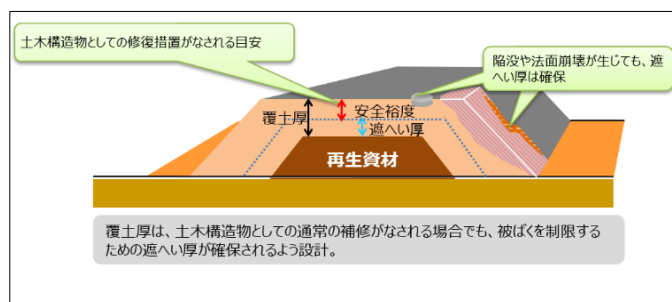 土木構造物としての修復措置がなされる目安
陥没や法面崩壊が生じても、遮
へい厚は確保
安全裕度
覆土厚
遮へい厚
再生資材
覆土厚は、土木構造物としての通常の補修がなされる場合でも、被ばくを制限する
ための遮へい厚が確保されるよう設計。